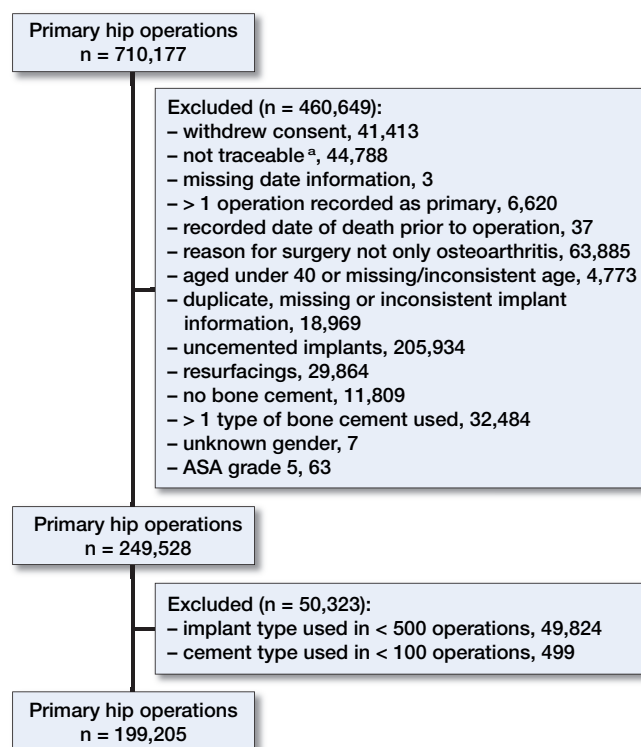 Primary hip operations
n = 710,177
Excluded (n = 460,649):
– withdrew consent, 41,413
– not traceable ª, 44,788
– missing date information, 3
– > 1 operation recorded as primary, 6,620
– recorded date of death prior to operation, 37
– reason for surgery not only osteoarthritis, 63,885
– aged under 40 or missing/inconsistent age, 4,773
– duplicate, missing or inconsistent implant
information, 18,969
– uncemented implants, 205,934
– resurfacings, 29,864
– no bone cement, 11,809
– > 1 type of bone cement used, 32,484
– unknown gender, 7
– ASA grade 5, 63
Primary hip operations
n = 249,528
Excluded (n = 50,323):
– implant type used in < 500 operations, 49,824
– cement type used in < 100 operations, 499
Primary hip operations
n = 199,205